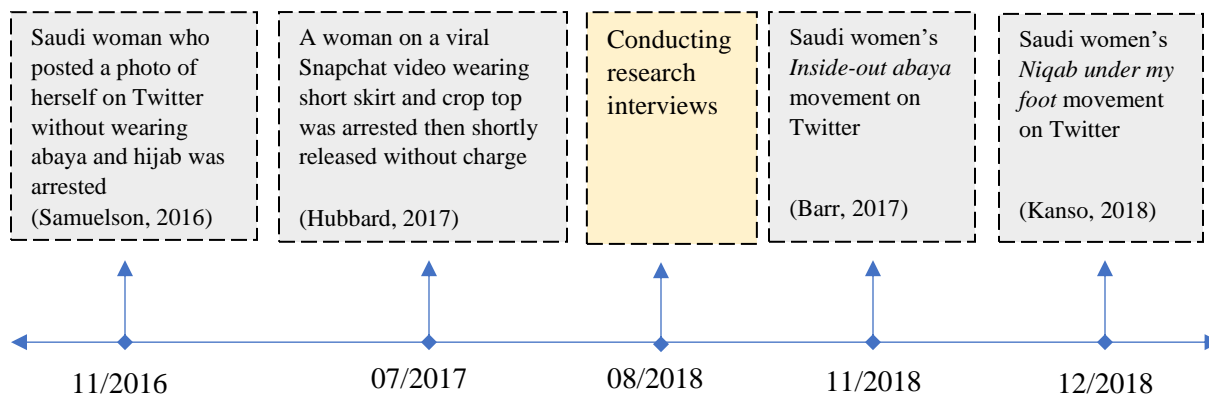 Saudi woman who
posted a photo of
herself on Twitter
without wearing
abaya and hijab was
arrested
(Samuelson, 2016)
A woman on a viral
Snapchat video wearing
short skirt and crop top
was arrested then shortly
released without charge
(Hubbard, 2017)
Conducting
research
interviews
Saudi women’s
Inside-out abaya
movement on
Twitter
(Barr, 2017)
Saudi women’s
Niqab under my
foot movement
on Twitter
(Kanso, 2018)
11/2016
07/2017
08/2018
11/2018
12/2018